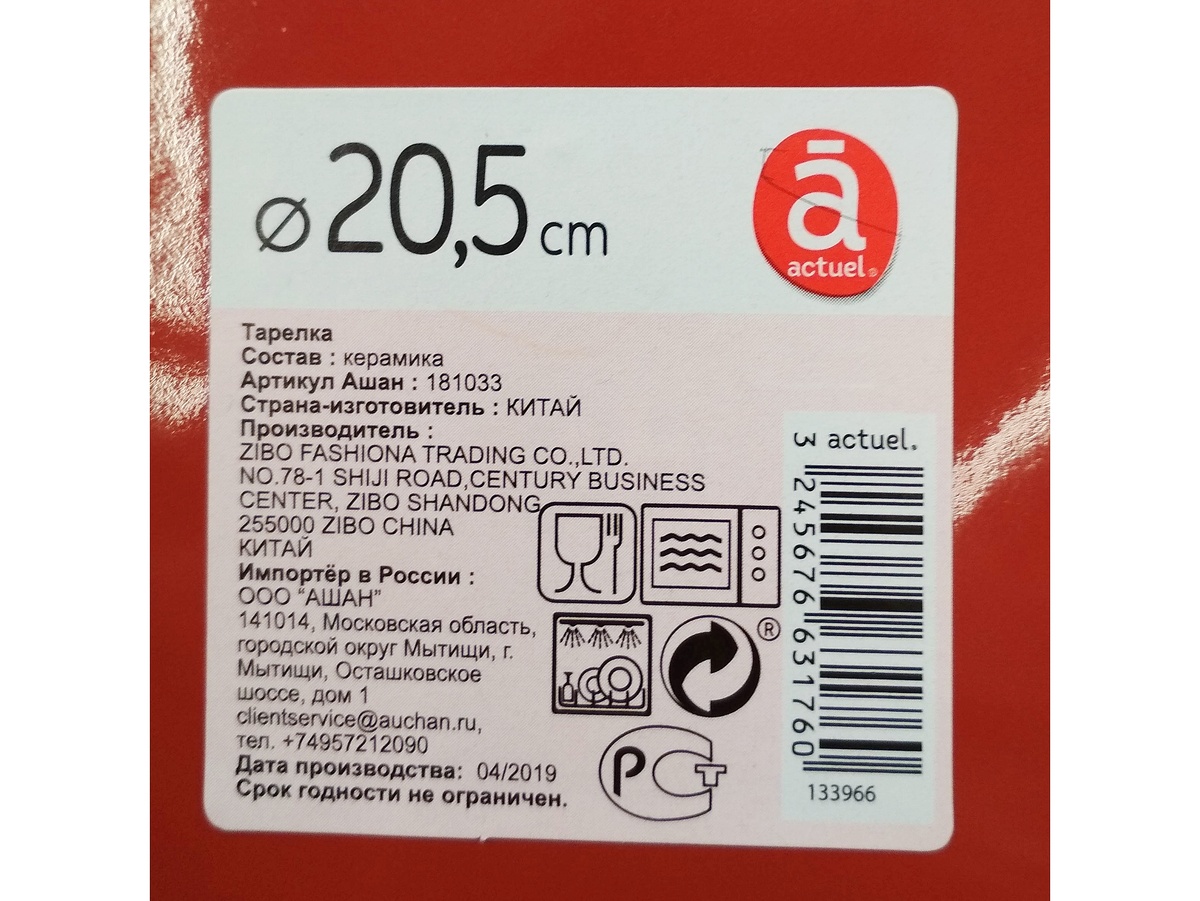 ⌀ 20,5 cm
ā
actuel®
Тарелка
Состав : керамика
Артикул Ашан : 181033
Страна-изготовитель : КИТАЙ
Производитель :
ZIBO FASHIONA TRADING CO.,LTD.
NO.78-1 SHIJI ROAD,CENTURY BUSINESS
CENTER, ZIBO SHANDONG
255000 ZIBO CHINA
КИТАЙ
Импортёр в России :
ООО “АШАН”
141014, Московская область,
городской округ Мытищи, г.
Мытищи, Осташковское
шоссе, дом 1
clientservice@auchan.ru,
тел. +74957212090
Дата производства: 04/2019
Срок годности не ограничен.
®
РСТ
actuel.
3 245676 631760
133966